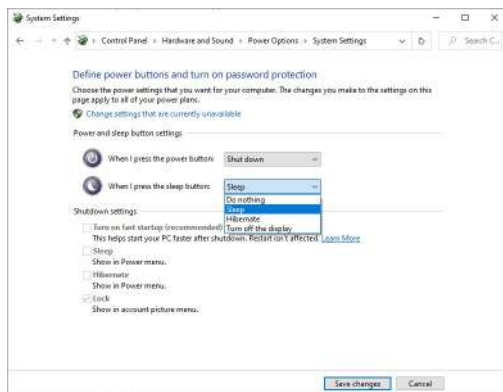 System Settings
Control Panel > Hardware and Sound > Power Options > System Settings
Search C...
Define power buttons and turn on password protection
Choose the power settings that you want for your computer. The changes you make to the settings on this
page apply to all of your power plans.
Change settings that are currently unavailable
Power and sleep button settings
When I press the power button: Shut down
When I press the sleep button: Sleep
Do nothing
Sleep
Hibernate
Turn off the display
Shutdown settings
Turn on fast startup (recommended)
This helps start your PC faster after shutdown. Restart isn't affected. Learn More
Sleep
Show in Power menu.
Hibernate
Show in Power menu.
Lock
Show in account picture menu.
Save changes Cancel